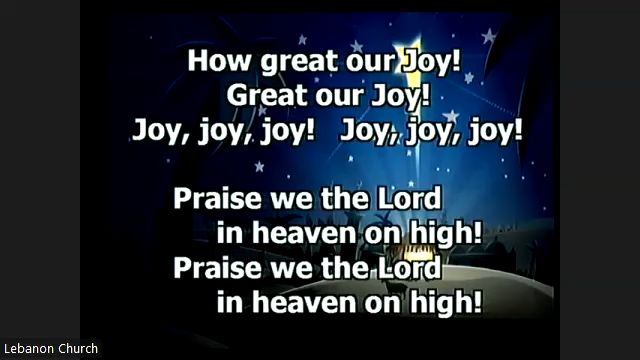 How great our Joy!
Great our Joy!
Joy, joy, joy! Joy, joy, joy!
Praise we the Lord
in heaven on high!
Praise we the Lord
in heaven on high!
Lebanon Church